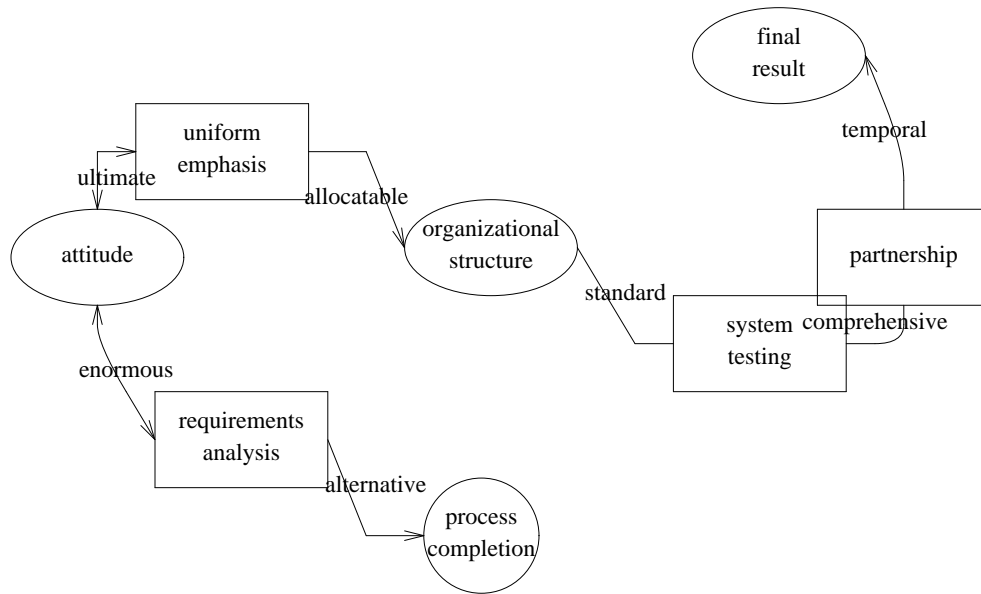 final
result
temporal
uniform
emphasis
ultimate
allocatable
attitude
organizational
structure
partnership
standard
system
testing
comprehensive
enormous
requirements
analysis
alternative
process
completion